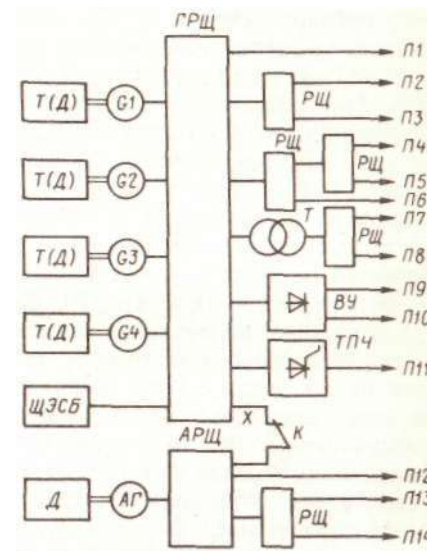 ГРЩ
П1
Т(Д) G1 РЩ П2
П3
Т(Д) G2 РЩ РЩ П4
П5
П6
Т(Д) G3 Т РЩ П7
П8
Т(Д) G4 ВУ П9
П10
ТПЧ
П11
ЩЭСБ
Х К
АРЩ
П12
Д АГ РЩ П13
П14